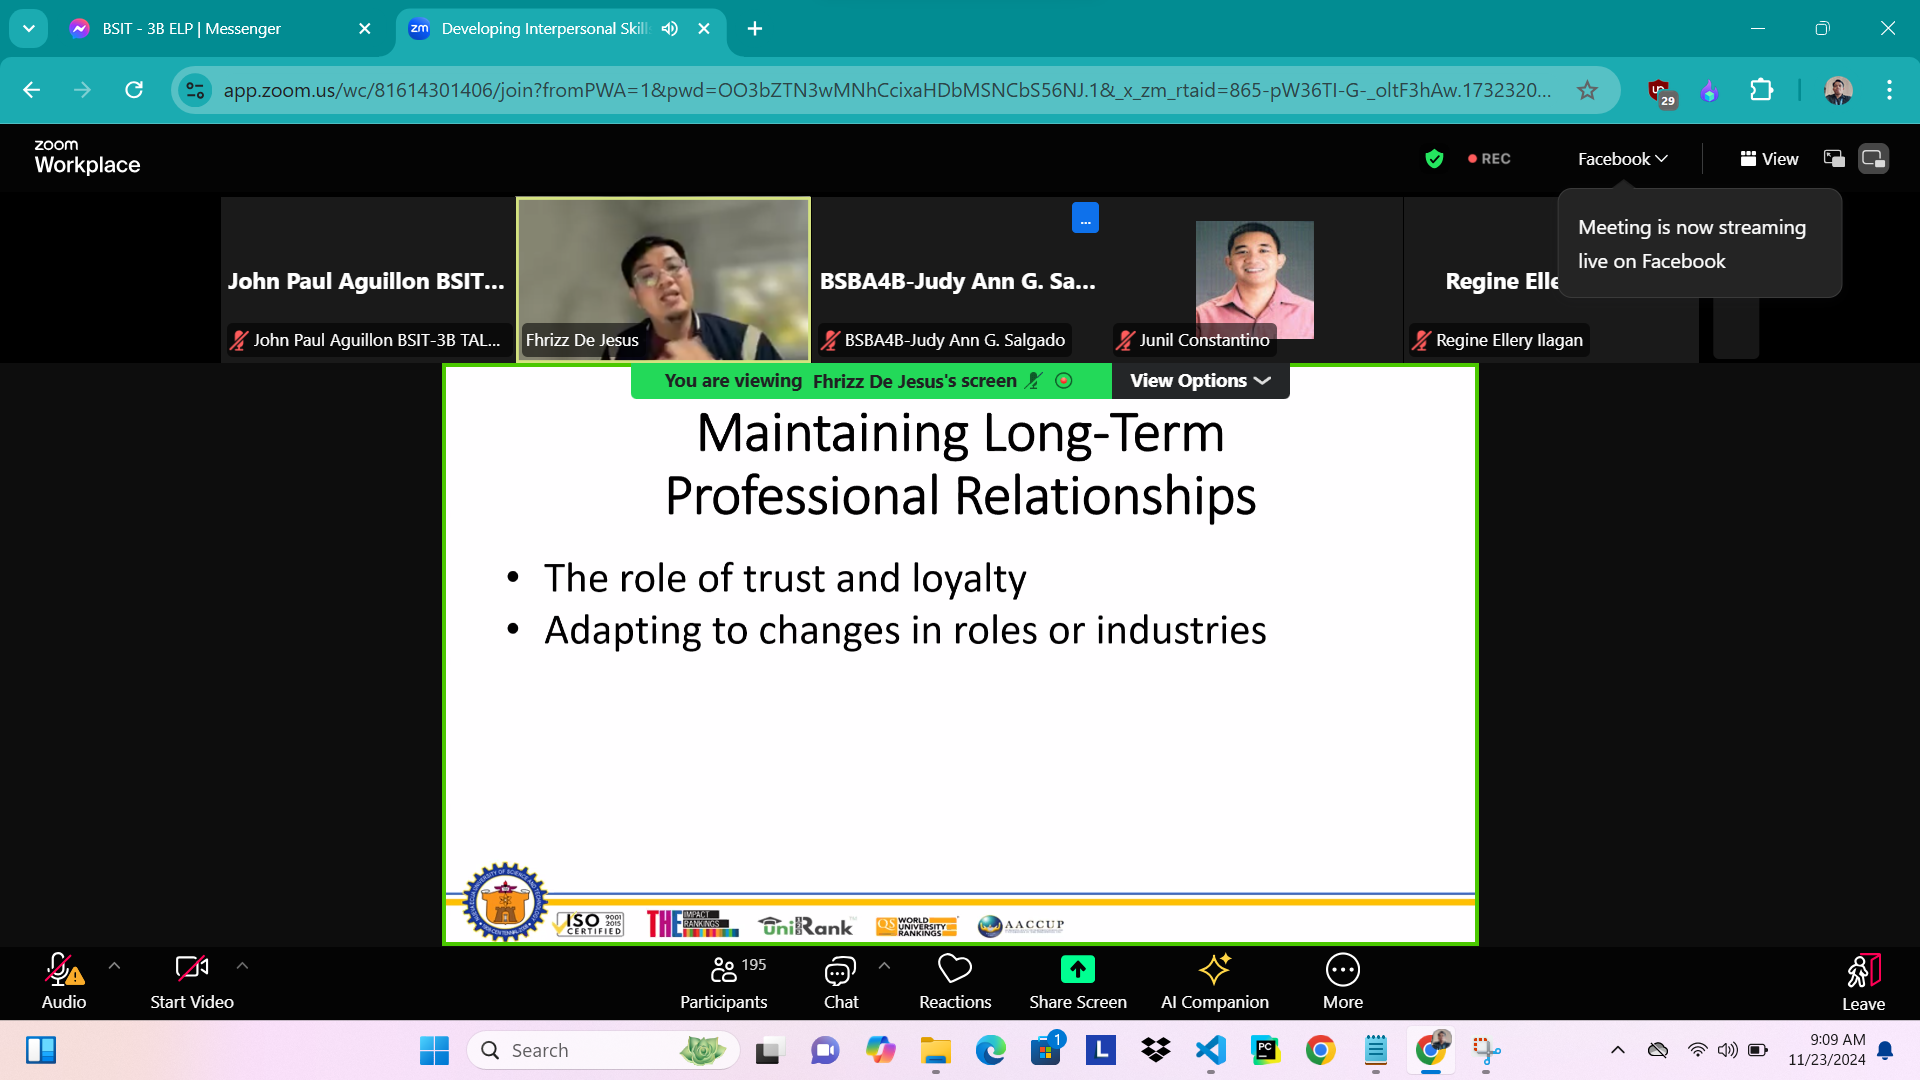 BSIT - 3B ELP | Messenger
zm
Developing Interpersonal Skill
app.zoom.us/wc/81614301406/join?fromPWA=1&pwd=OO3bZTN3wMNhCcixaHDbMSNCbS56NJ.1&_x_zm_rtaid=865-pW36TI-G-_oltF3hAw.1732320...
29
zoom
Workplace
REC
Facebook
View
Meeting is now streaming
live on Facebook
John Paul Aguillon BSIT...
John Paul Aguillon BSIT-3B TAL...
Fhrizz De Jesus
...
BSBA4B-Judy Ann G. Sa...
BSBA4B-Judy Ann G. Salgado
Junil Constantino
Regine Elle
Regine Ellery Ilagan
You are viewing Fhrizz De Jesus's screen
View Options
Maintaining Long-Term
Professional Relationships
• The role of trust and loyalty
• Adapting to changes in roles or industries
ISO 9001 2015
CERTIFIED
THE IMPACT
RANKINGS
uniRank
QS WORLD
UNIVERSITY
RANKINGS
AACCUP
Audio
Start Video
195
Participants
Chat
Reactions
Share Screen
AI Companion
More
Leave
Search
1
L
PC
9:09 AM
11/23/2024